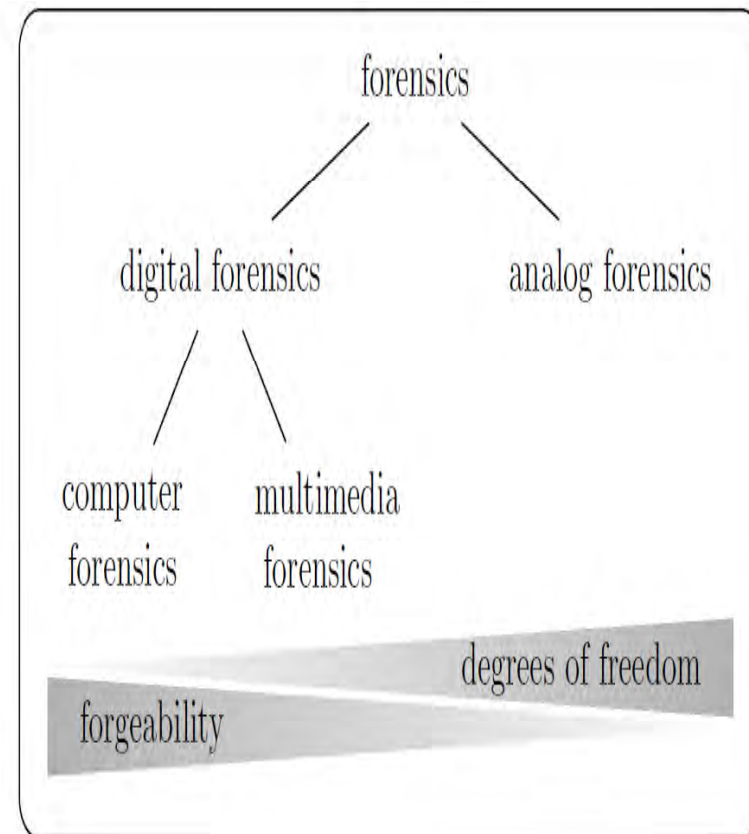 forensics
digital forensics
analog forensics
computer
forensics
multimedia
forensics
degrees of freedom
forgeability